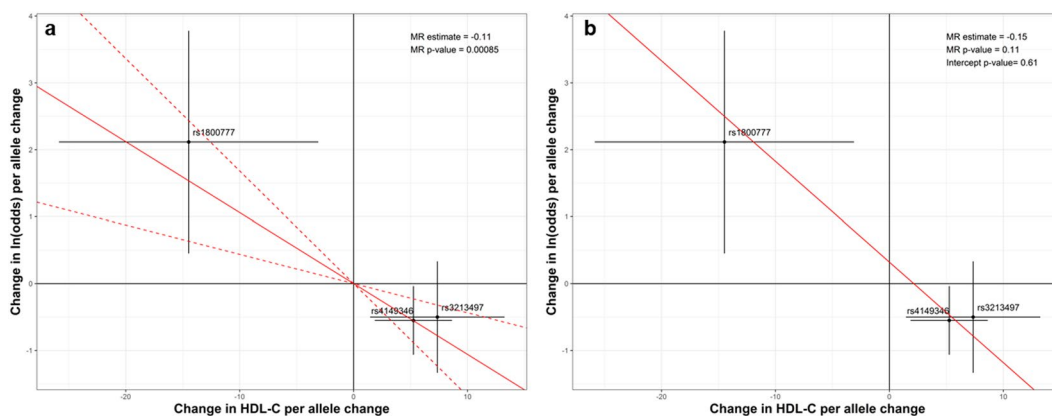 a
MR estimate = -0.11
MR p-value = 0.00085
rs1800777
rs4149346
rs3213497
4
3
2
1
0
-1
-20
-10
0
10
Change in ln(odds) per allele change
Change in HDL-C per allele change
b
MR estimate = -0.15
MR p-value = 0.11
Intercept p-value= 0.61
rs1800777
rs4149346
rs3213497
4
3
2
1
0
-1
-20
-10
0
10
Change in ln(odds) per allele change
Change in HDL-C per allele change